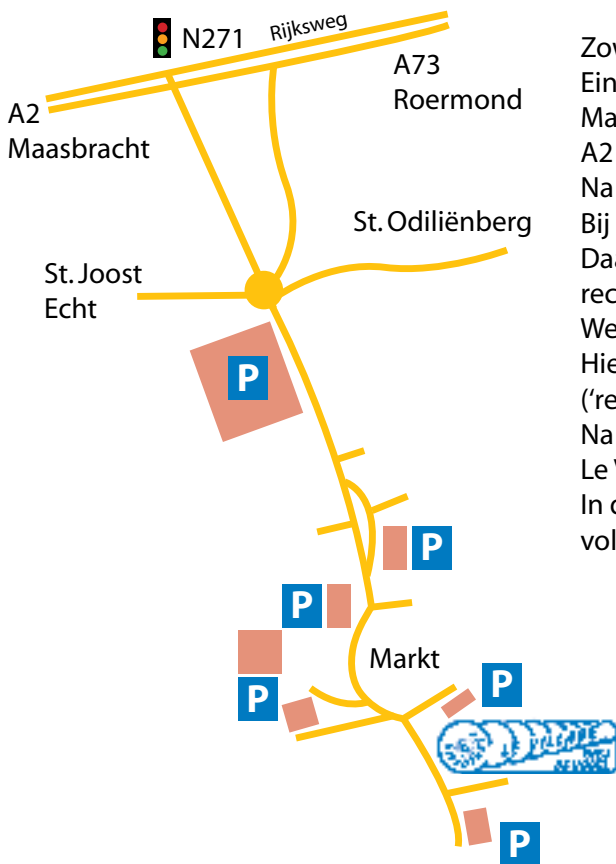 N271
Rijksweg
A73
Roermond
A2
Maasbracht
St. Odiliënberg
St. Joost
Echt
P
P
P
Markt
P
P
P
Zow
Ein
Ma
A2
Na
Bij
Daa
rec
We
Hie
('re
Na
Le V
In d
vol